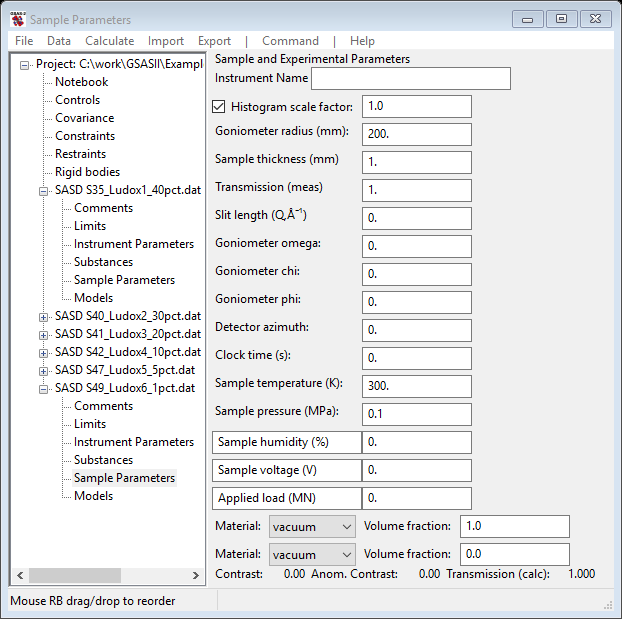 Sample Parameters
File Data Calculate Import Export | Command | Help
Project: C:\work\GSASII\Exampl
Notebook
Controls
Covariance
Constraints
Restraints
Rigid bodies
SASD S35_Ludox1_40pct.dat
Comments
Limits
Instrument Parameters
Substances
Sample Parameters
Models
SASD S40_Ludox2_30pct.dat
SASD S41_Ludox3_20pct.dat
SASD S42_Ludox4_10pct.dat
SASD S47_Ludox5_5pct.dat
SASD S49_Ludox6_1pct.dat
Comments
Limits
Instrument Parameters
Substances
Sample Parameters
Models
Sample and Experimental Parameters
Instrument Name
Histogram scale factor: 1.0
Goniometer radius (mm): 200.
Sample thickness (mm) 1.
Transmission (meas) 1.
Slit length (Q,Å⁻¹) 0.
Goniometer omega: 0.
Goniometer chi: 0.
Goniometer phi: 0.
Detector azimuth: 0.
Clock time (s): 0.
Sample temperature (K): 300.
Sample pressure (MPa): 0.1
Sample humidity (%) 0.
Sample voltage (V) 0.
Applied load (MN) 0.
Material: vacuum Volume fraction: 1.0
Material: vacuum Volume fraction: 0.0
Contrast: 0.00 Anom. Contrast: 0.00 Transmission (calc): 1.000
Mouse RB drag/drop to reorder